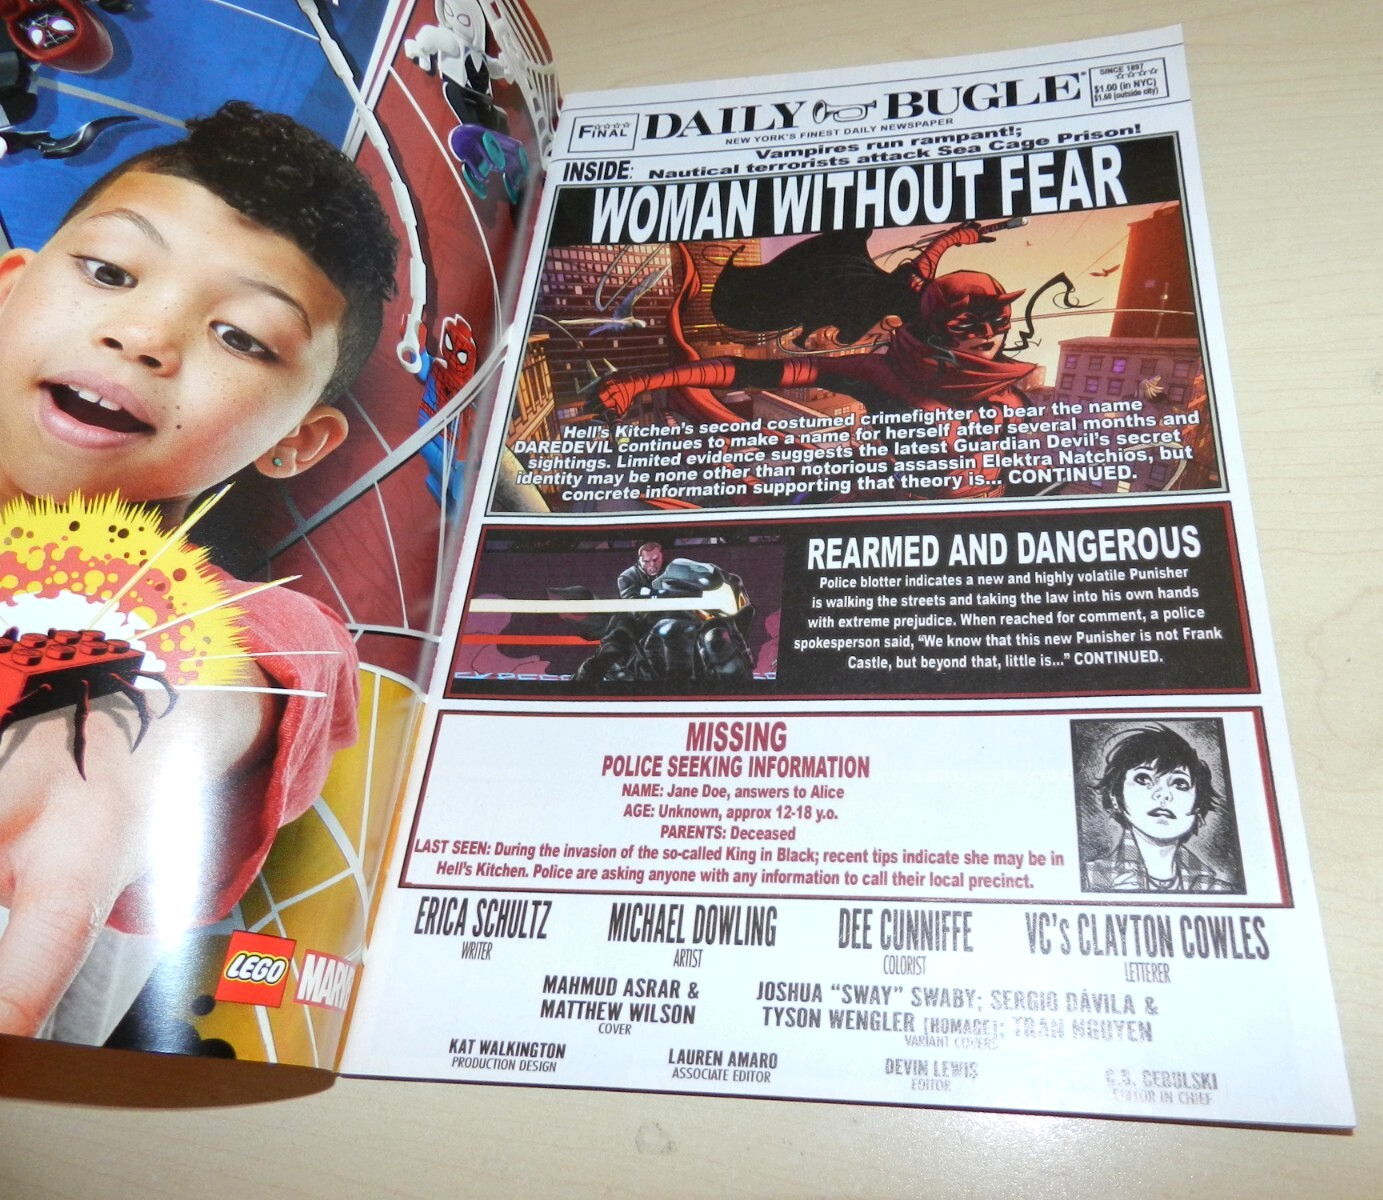 LEGO
MARV
FINAL
DAILY BUGLE
NEW YORK'S FINEST DAILY NEWSPAPER
SINCE 1897
$1.00 (in NYC)
$1.50 (outside city)
INSIDE:
Vampires run rampant!;
Nautical terrorists attack Sea Cage Prison!
WOMAN WITHOUT FEAR
Hell's Kitchen's second costumed crimefighter to bear the name
DAREDEVIL continues to make a name for herself after several months and
sightings. Limited evidence suggests the latest Guardian Devil's secret
identity may be none other than notorious assassin Elektra Natchios, but
concrete information supporting that theory is... CONTINUED.
REARMED AND DANGEROUS
Police blotter indicates a new and highly volatile Punisher
is walking the streets and taking the law into his own hands
with extreme prejudice. When reached for comment, a police
spokesperson said, “We know that this new Punisher is not Frank
Castle, but beyond that, little is...” CONTINUED.
MISSING
POLICE SEEKING INFORMATION
NAME: Jane Doe, answers to Alice
AGE: Unknown, approx 12-18 y.o.
PARENTS: Deceased
LAST SEEN: During the invasion of the so-called King in Black; recent tips indicate she may be in
Hell's Kitchen. Police are asking anyone with any information to call their local precinct.
ERICA SCHULTZ
WRITER
MICHAEL DOWLING
ARTIST
DEE CUNNIFFE
COLORIST
VC's CLAYTON COWLES
LETTERER
MAHMUD ASRAR &
MATTHEW WILSON
COVER
JOSHUA “SWAY” SWABY; SERGIO DÁVILA &
TYSON WENGLER [HOMAGE]; TRAN NGUYEN
VARIANT COVERS
KAT WALKINGTON
PRODUCTION DESIGN
LAUREN AMARO
ASSOCIATE EDITOR
DEVIN LEWIS
EDITOR
C.B. CEBULSKI
EDITOR IN CHIEF